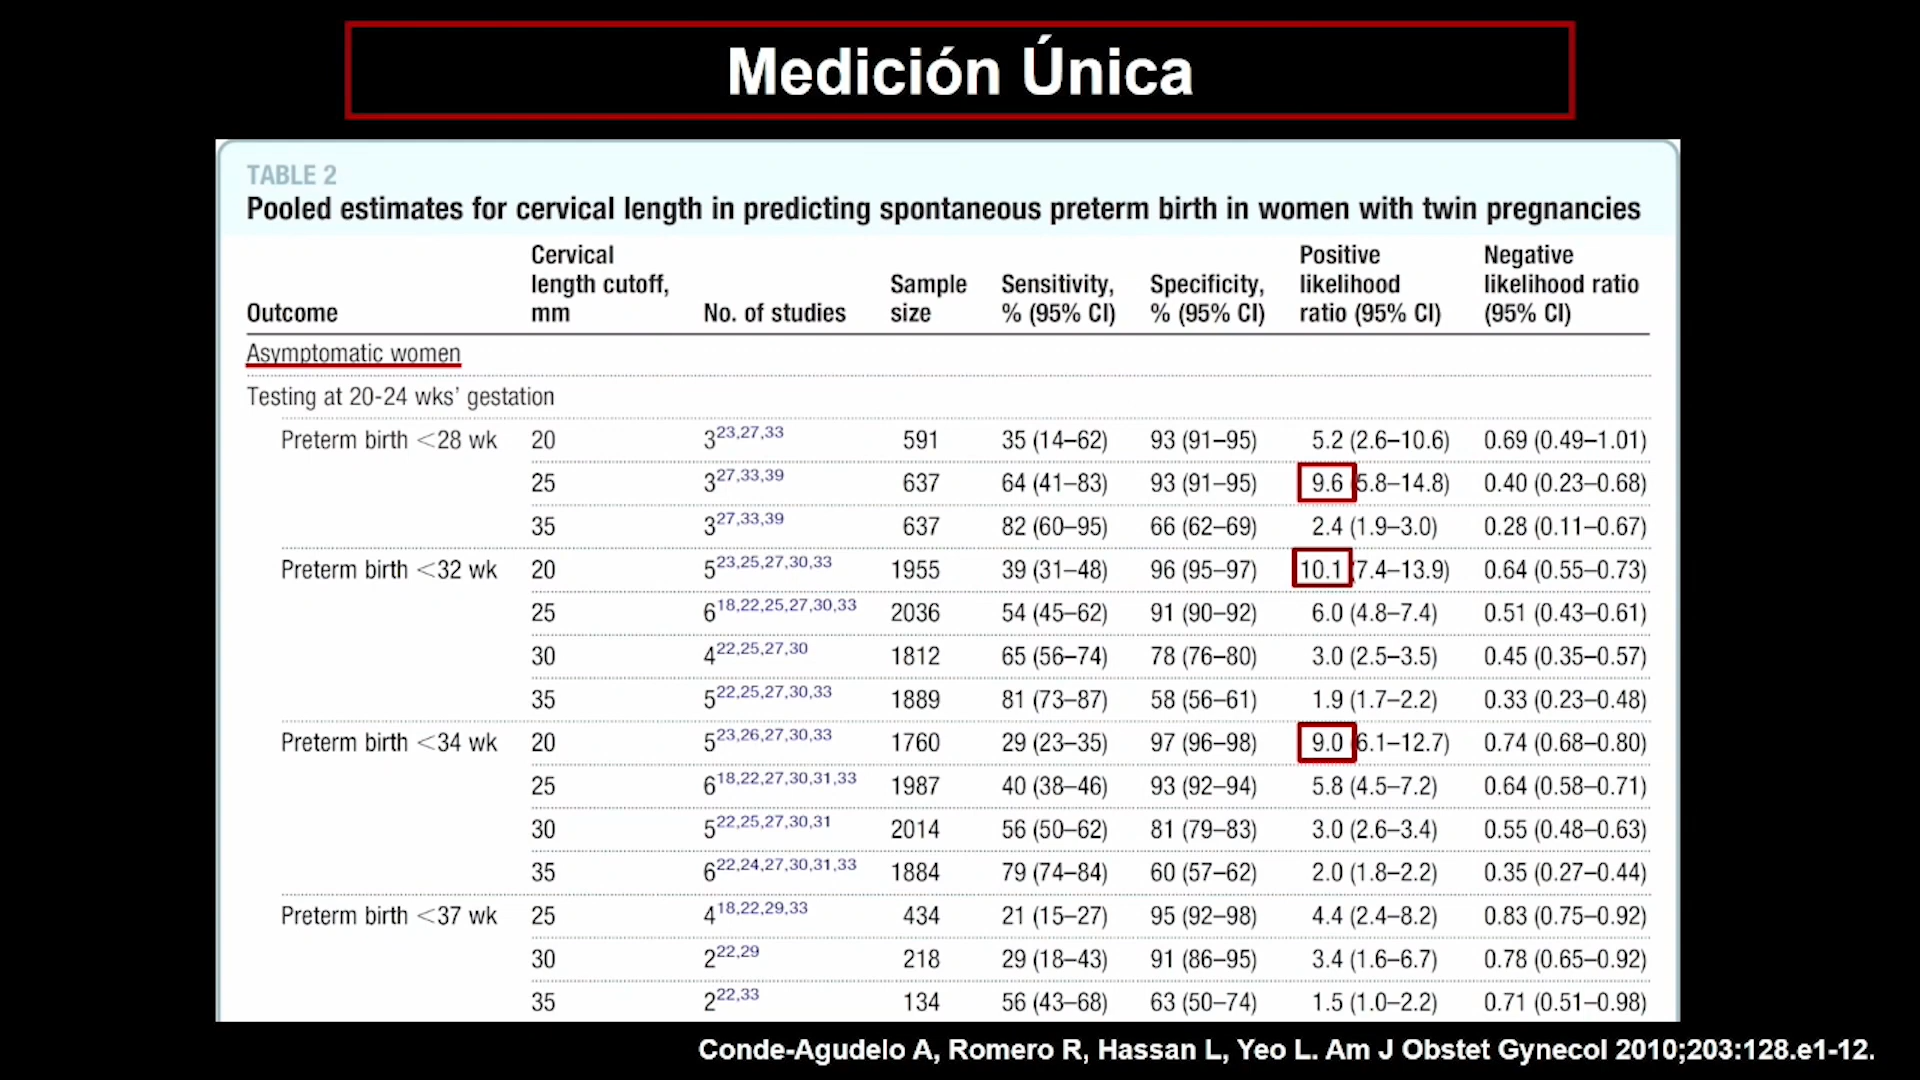 Medición Única
TABLE 2
Pooled estimates for cervical length in predicting spontaneous preterm birth in women with twin pregnancies
Outcome Cervical length cutoff, mm No. of studies Sample size Sensitivity, % (95% CI) Specificity, % (95% CI) Positive likelihood ratio (95% CI) Negative likelihood ratio (95% CI)
Asymptomatic women
Testing at 20-24 wks' gestation
Preterm birth <28 wk 20 3 23,27,33 591 35 (14–62) 93 (91–95) 5.2 (2.6–10.6) 0.69 (0.49–1.01)
25 3 27,33,39 637 64 (41–83) 93 (91–95) 9.6 (5.8–14.8) 0.40 (0.23–0.68)
35 3 27,33,39 637 82 (60–95) 66 (62–69) 2.4 (1.9–3.0) 0.28 (0.11–0.67)
Preterm birth <32 wk 20 5 23,25,27,30,33 1955 39 (31–48) 96 (95–97) 10.1 (7.4–13.9) 0.64 (0.55–0.73)
25 6 18,22,25,27,30,33 2036 54 (45–62) 91 (90–92) 6.0 (4.8–7.4) 0.51 (0.43–0.61)
30 4 22,25,27,30 1812 65 (56–74) 78 (76–80) 3.0 (2.5–3.5) 0.45 (0.35–0.57)
35 5 22,25,27,30,33 1889 81 (73–87) 58 (56–61) 1.9 (1.7–2.2) 0.33 (0.23–0.48)
Preterm birth <34 wk 20 5 23,26,27,30,33 1760 29 (23–35) 97 (96–98) 9.0 (6.1–12.7) 0.74 (0.68–0.80)
25 6 18,22,27,30,31,33 1987 40 (38–46) 93 (92–94) 5.8 (4.5–7.2) 0.64 (0.58–0.71)
30 5 22,25,27,30,31 2014 56 (50–62) 81 (79–83) 3.0 (2.6–3.4) 0.55 (0.48–0.63)
35 6 22,24,27,30,31,33 1884 79 (74–84) 60 (57–62) 2.0 (1.8–2.2) 0.35 (0.27–0.44)
Preterm birth <37 wk 25 4 18,22,29,33 434 21 (15–27) 95 (92–98) 4.4 (2.4–8.2) 0.83 (0.75–0.92)
30 2 22,29 218 29 (18–43) 91 (86–95) 3.4 (1.6–6.7) 0.78 (0.65–0.92)
35 2 22,33 134 56 (43–68) 63 (50–74) 1.5 (1.0–2.2) 0.71 (0.51–0.98)
Conde-Agudelo A, Romero R, Hassan L, Yeo L. Am J Obstet Gynecol 2010;203:128.e1-12.